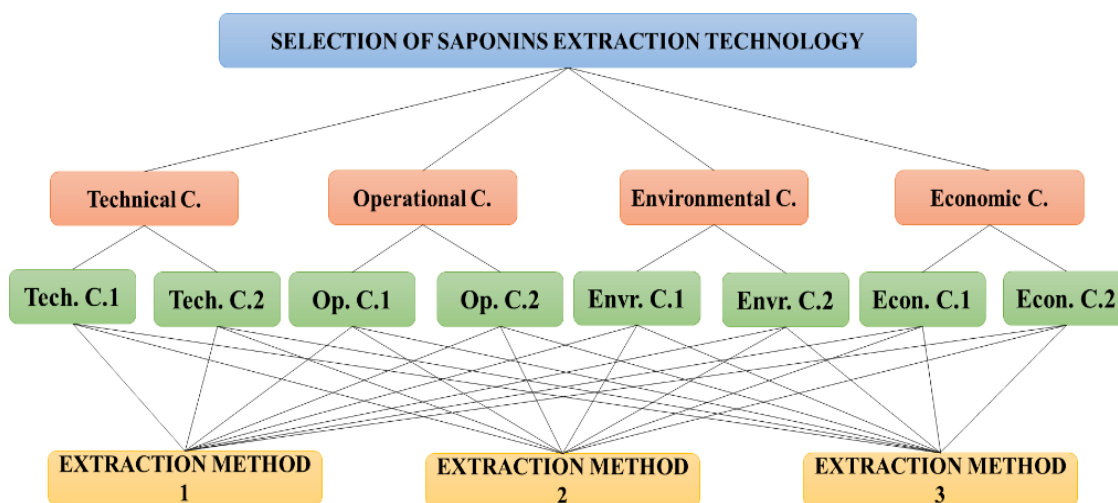 SELECTION OF SAPONINS EXTRACTION TECHNOLOGY
Technical C.
Operational C.
Environmental C.
Economic C.
Tech. C.1
Tech. C.2
Op. C.1
Op. C.2
Envr. C.1
Envr. C.2
Econ. C.1
Econ. C.2
EXTRACTION METHOD
1
EXTRACTION METHOD
2
EXTRACTION METHOD
3